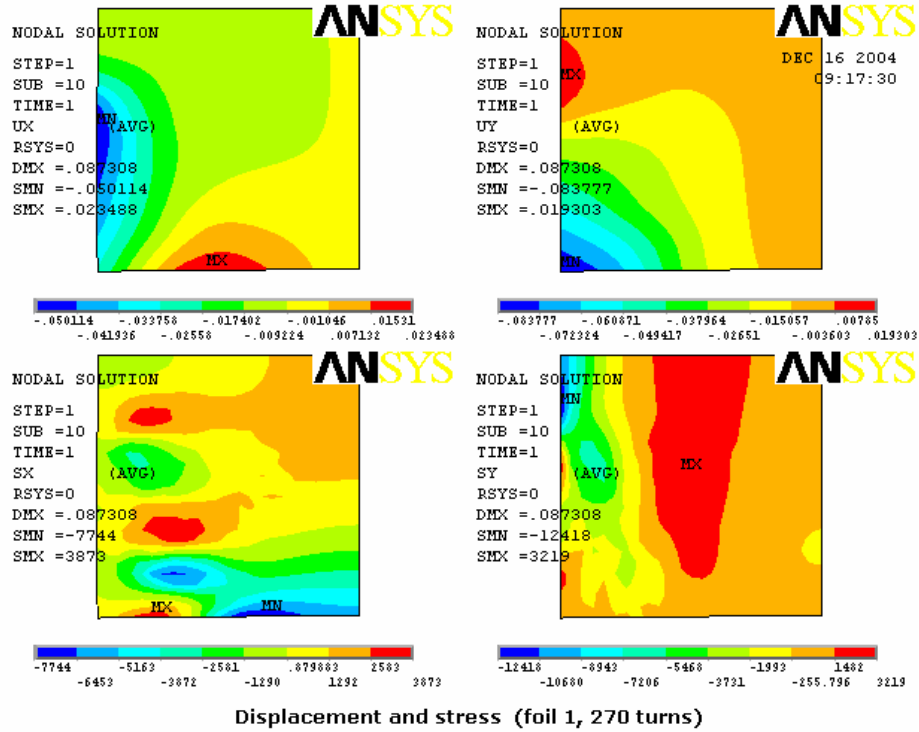 ANSYS
NODAL SOLUTION
STEP=1
SUB =10
TIME=1
UX (AVG)
RSYS=0
DMX =.087308
SMN =-.050114
SMX =.023488
MN
MX
-.050114 -.033758 -.017402 -.001046 .01531
-.041936 -.02558 -.009224 .007132 .023488
ANSYS
NODAL SOLUTION
DEC 16 2004
09:17:30
STEP=1
SUB =10
TIME=1
UY (AVG)
RSYS=0
DMX =.087308
SMN =-.083777
SMX =.019303
MX
MN
-.083777 -.060871 -.037964 -.015057 .00785
-.072324 -.049417 -.02651 -.003603 .019303
ANSYS
NODAL SOLUTION
STEP=1
SUB =10
TIME=1
SX (AVG)
RSYS=0
DMX =.087308
SMN =-7744
SMX =3873
MX MN
-7744 -5163 -2581 .879883 2583
-6453 -3872 -1290 1292 3873
ANSYS
NODAL SOLUTION
MN
STEP=1
SUB =10
TIME=1
SY (AVG)
RSYS=0
DMX =.087308
SMN =-12418
SMX =3219
MX
-12418 -8943 -5468 -1993 1482
-10680 -7206 -3731 -255.796 3219
Displacement and stress (foil 1, 270 turns)